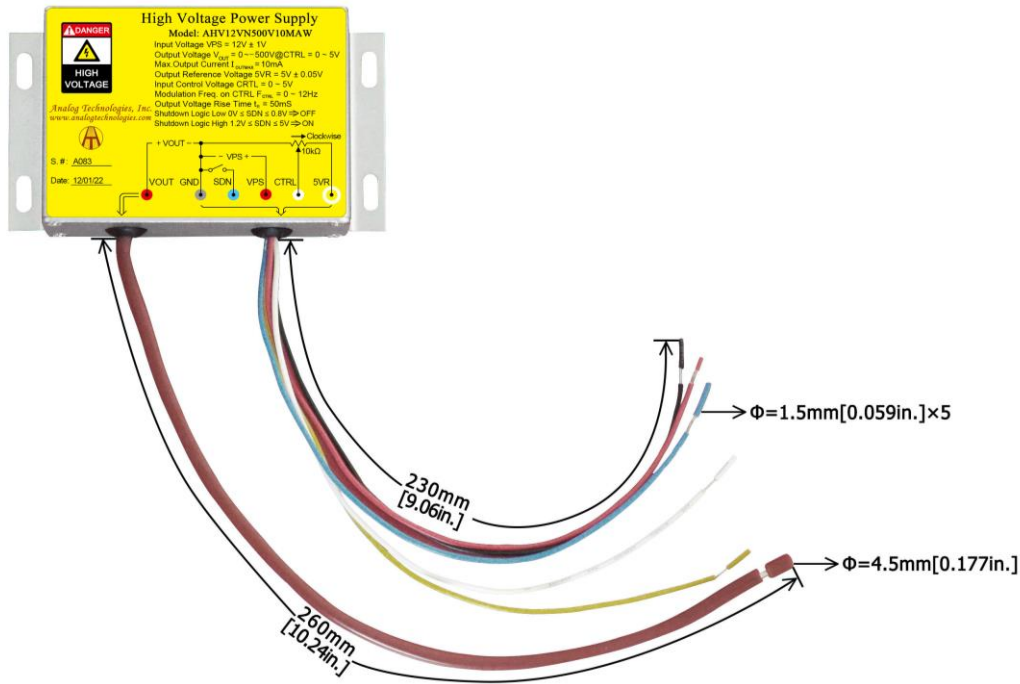 High Voltage Power Supply
Model: AHV12VN500V10MAW
DANGER
HIGH
VOLTAGE
Input Voltage VPS = 12V ± 1V
Output Voltage VOUT = 0~−500V@CTRL = 0 ~ 5V
Max.Output Current IOUTMAX = 10mA
Output Reference Voltage 5VR = 5V ± 0.05V
Input Control Voltage CRTL = 0 ~ 5V
Modulation Freq. on CTRL FCTRL = 0 ~ 12Hz
Output Voltage Rise Time tR = 50mS
Shutdown Logic Low 0V ≤ SDN ≤ 0.8V ⇒ OFF
Shutdown Logic High 1.2V ≤ SDN ≤ 5V ⇒ ON
Analog Technologies, Inc.
www.analogtechnologies.com
S. #: A083
Date: 12/01/22
Clockwise
+ VOUT −
10kΩ
− VPS +
VOUT GND SDN VPS CTRL 5VR
Φ=1.5mm[0.059in.]×5
230mm
[9.06in.]
Φ=4.5mm[0.177in.]
260mm
[10.24in.]